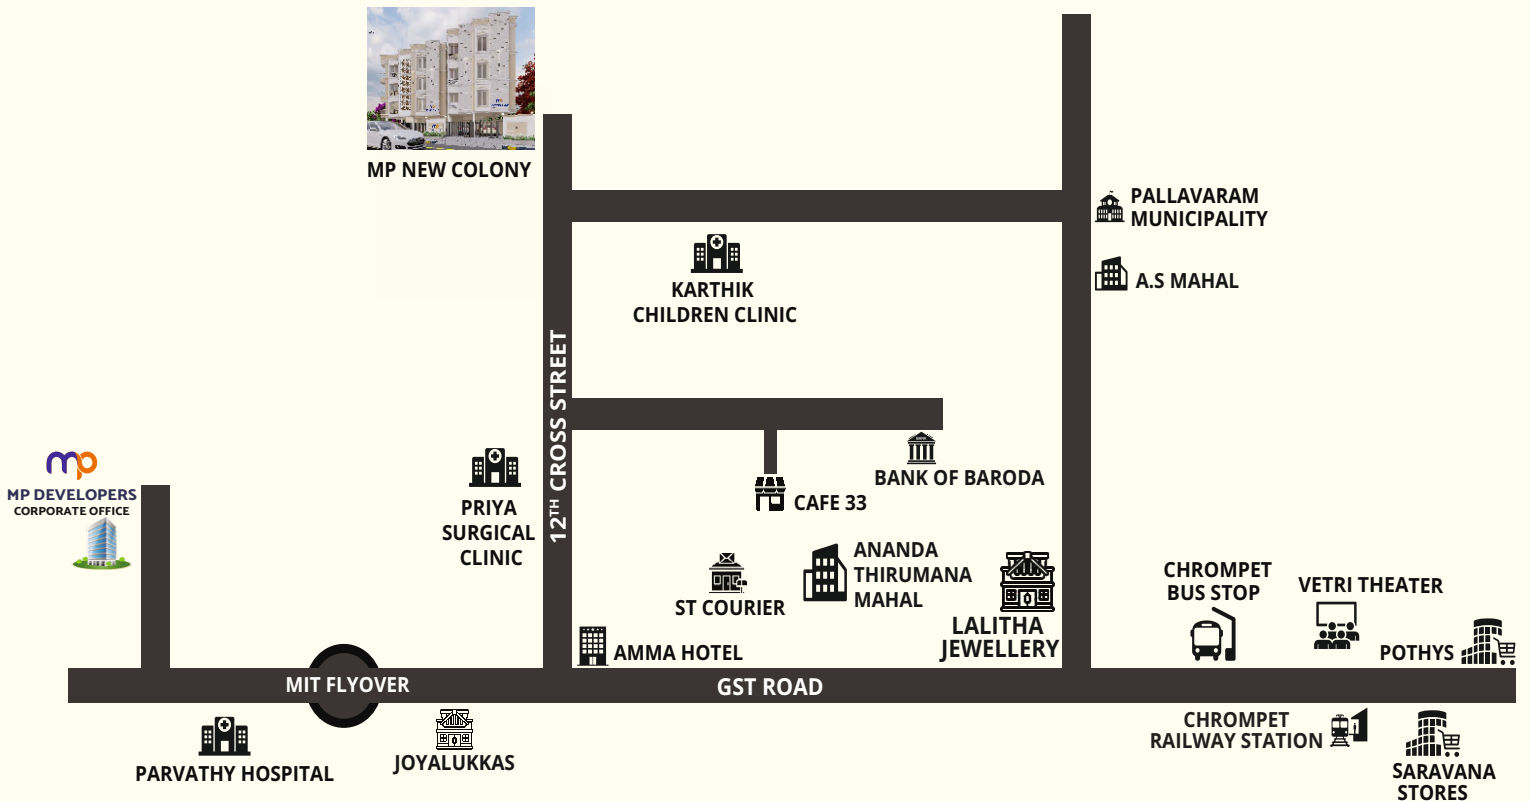 MP NEW COLONY
PALLAVARAM
MUNICIPALITY
A.S MAHAL
KARTHIK
CHILDREN CLINIC
12TH CROSS STREET
mp
MP DEVELOPERS
CORPORATE OFFICE
PRIYA
SURGICAL
CLINIC
BANK OF BARODA
CAFE 33
ANANDA
THIRUMANA
MAHAL
ST COURIER
LALITHA
JEWELLERY
AMMA HOTEL
CHROMPET
BUS STOP
VETRI THEATER
POTHYS
MIT FLYOVER
GST ROAD
PARVATHY HOSPITAL
JOYALUKKAS
CHROMPET
RAILWAY STATION
SARAVANA
STORES